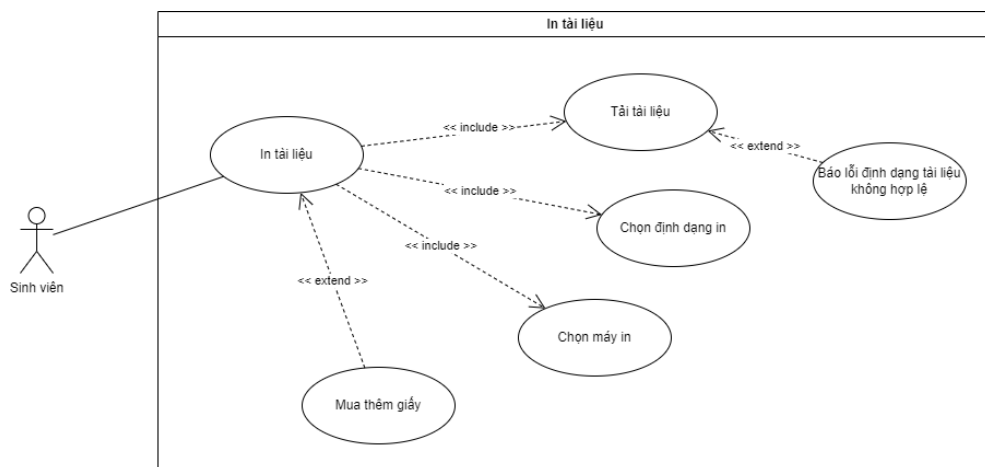 In tài liệu
Tải tài liệu
<< include >>
<< extend >>
In tài liệu
Báo lỗi định dạng tài liệu
không hợp lệ
<< include >>
Chọn định dạng in
<< include >>
Sinh viên
<< extend >>
Chọn máy in
Mua thêm giấy